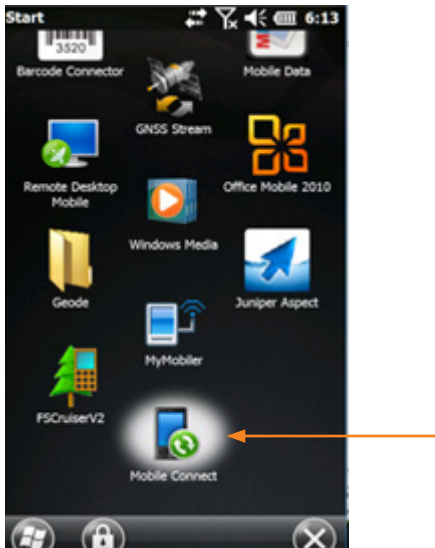 Start 6:13
3520
Barcode Connector
Mobile Data
GNSS Stream
Remote Desktop
Mobile
Office Mobile 2010
Windows Media
Geode
Juniper Aspect
MyMobiler
FSCruiserV2
Mobile Connect